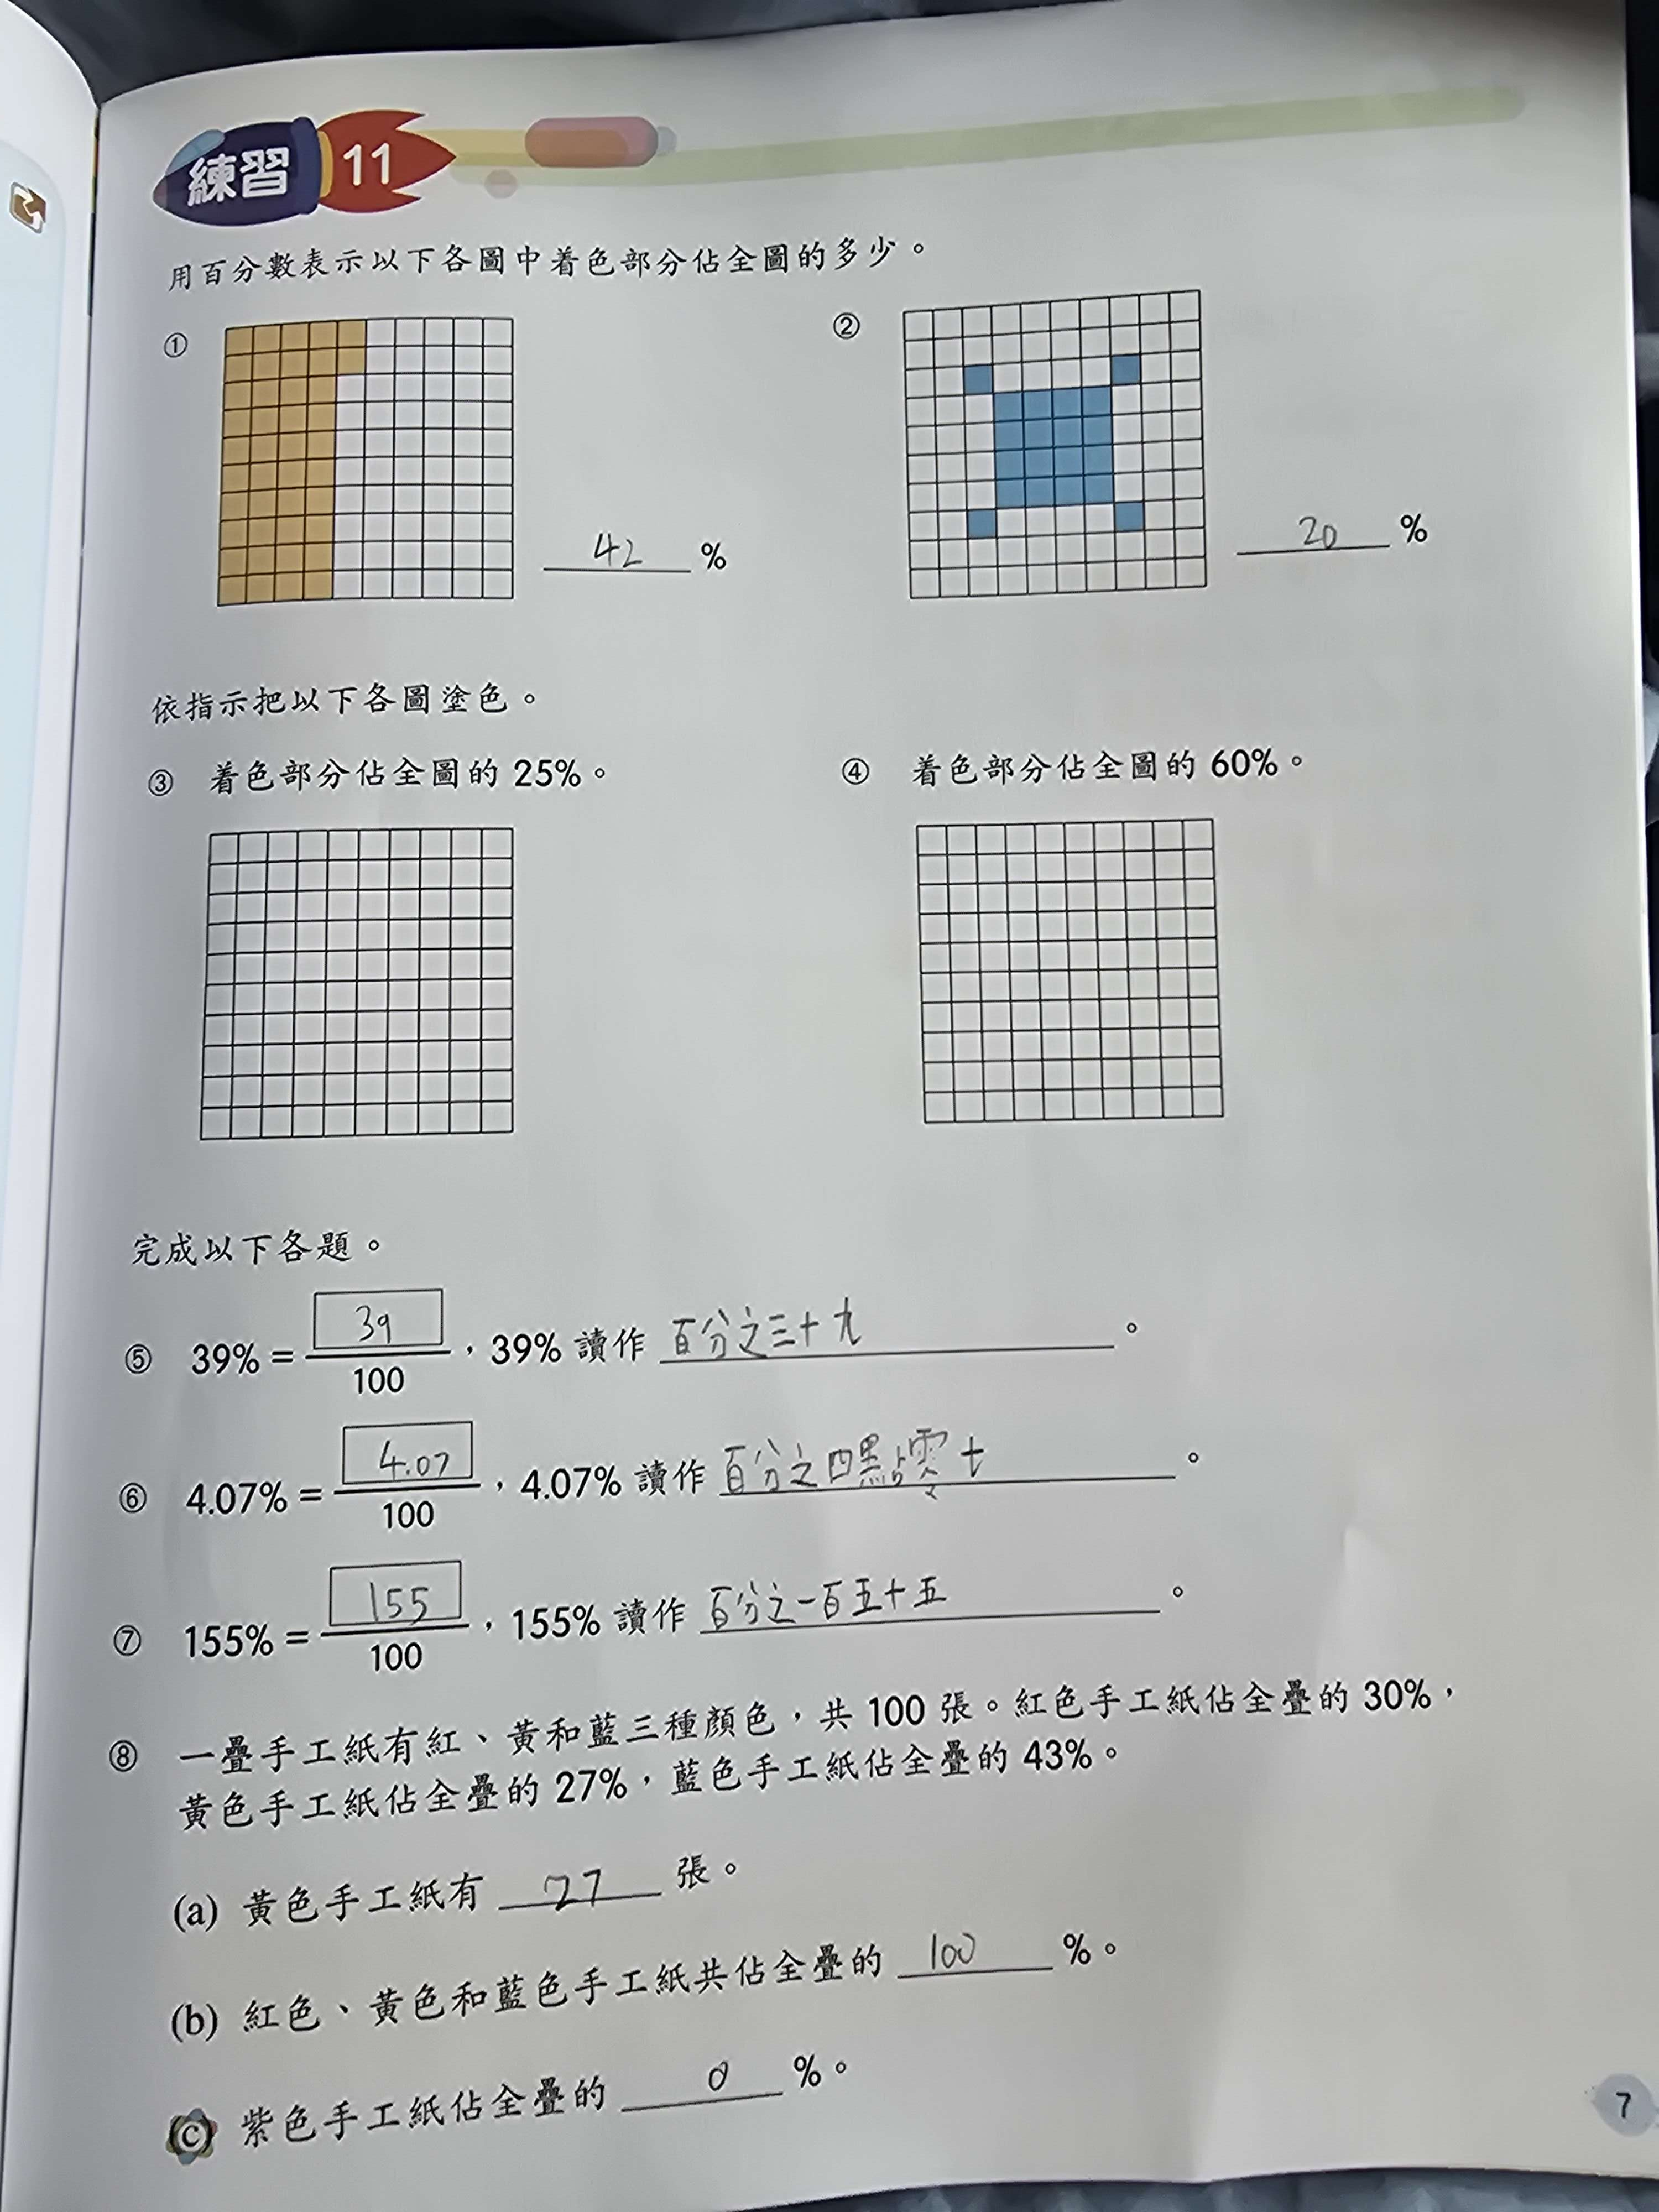 練習 11
用百分數表示以下各圖中着色部分佔全圖的多少。
① 42 %
② 20 %
依指示把以下各圖塗色。
③ 着色部分佔全圖的 25%。
④ 着色部分佔全圖的 60%。
完成以下各題。
⑤ 39% = 39/100，39% 讀作 百分之三十九。
⑥ 4.07% = 4.07/100，4.07% 讀作 百分之四點零七。
⑦ 155% = 155/100，155% 讀作 百分之一百五十五。
⑧ 一疊手工紙有紅、黃和藍三種顏色，共 100 張。紅色手工紙佔全疊的 30%，
黃色手工紙佔全疊的 27%，藍色手工紙佔全疊的 43%。
(a) 黃色手工紙有 27 張。
(b) 紅色、黃色和藍色手工紙共佔全疊的 100 %。
(c) 紫色手工紙佔全疊的 0 %。
7